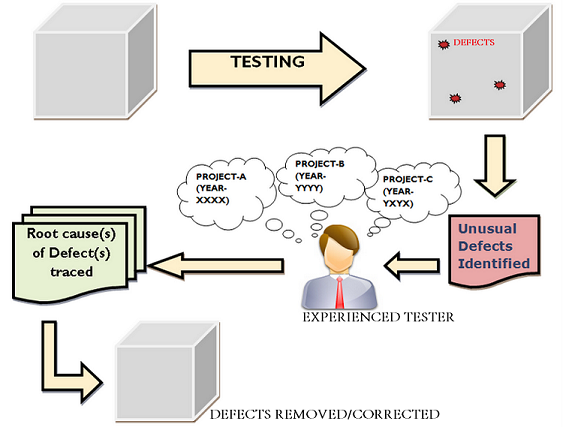 TESTING
DEFECTS
PROJECT-A
(YEAR-
XXXX)
PROJECT-B
(YEAR-
YYYY)
PROJECT-C
(YEAR-
YXYX)
Unusual
Defects
Identified
EXPERIENCED TESTER
Root cause(s)
of Defect(s)
traced
DEFECTS REMOVED/CORRECTED